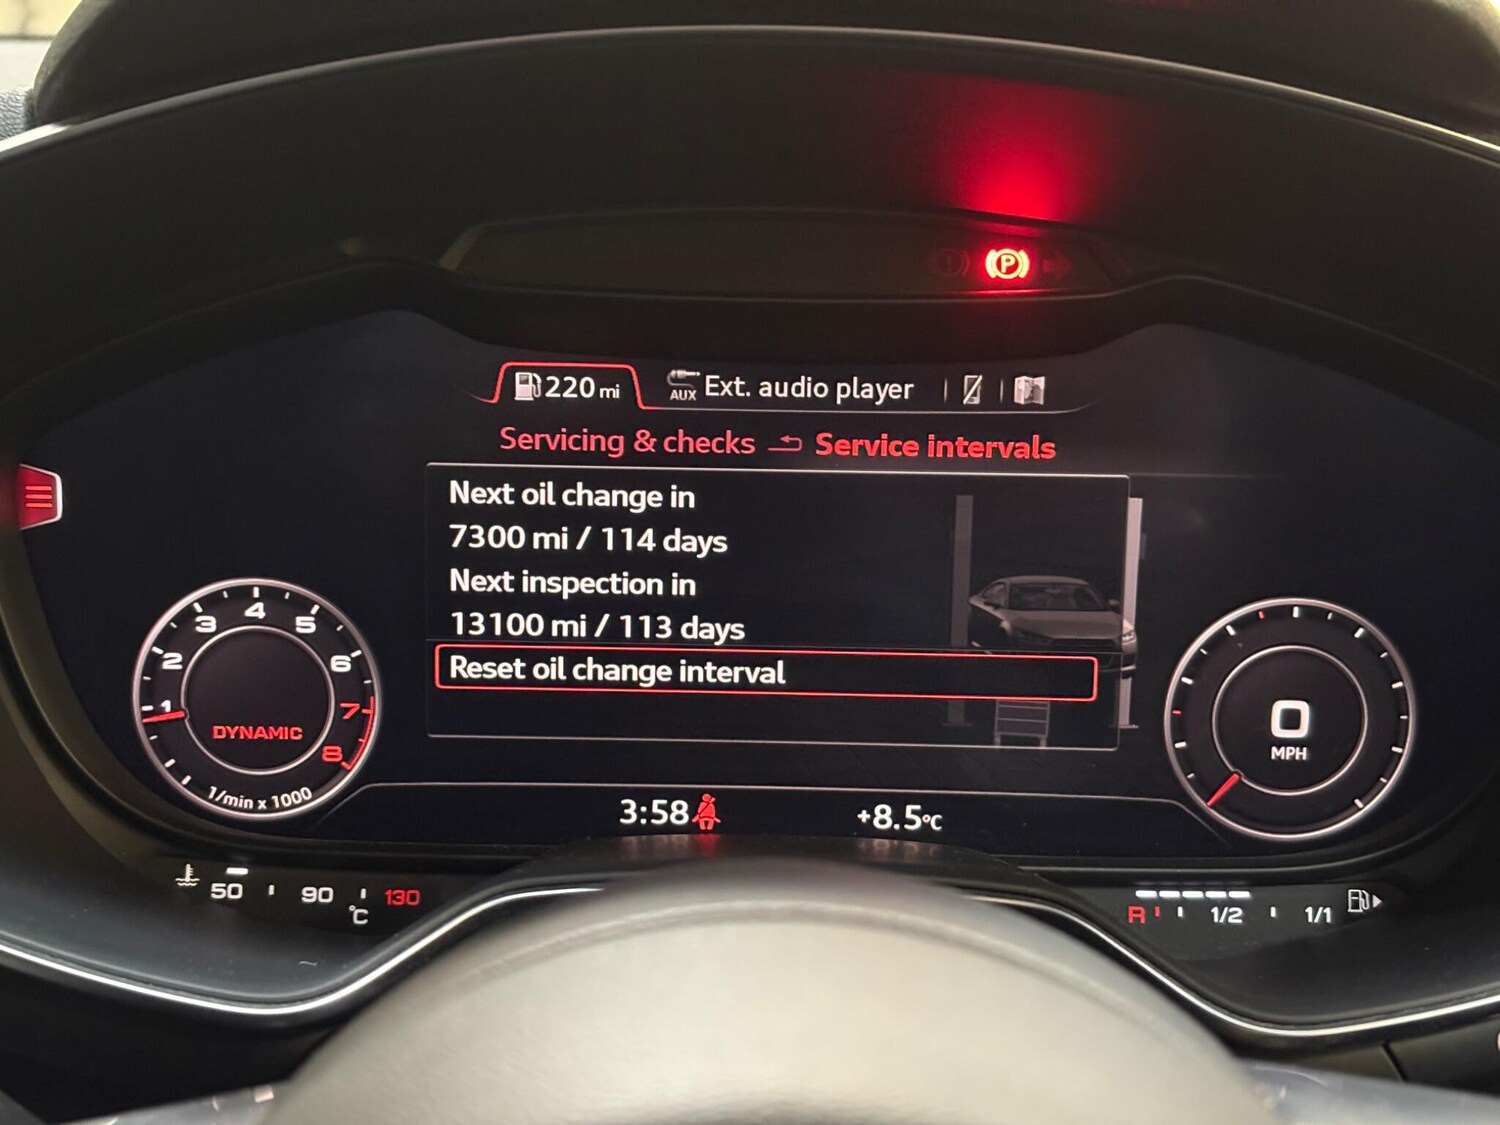 P
220 mi AUX Ext. audio player
Servicing & checks Service intervals
Next oil change in
7300 mi / 114 days
Next inspection in
13100 mi / 113 days
Reset oil change interval
1 2 3 4 5 6 7 8
DYNAMIC
1/min x 1000
0
MPH
3:58 +8.5°C
50 90 130
°C
R 1/2 1/1